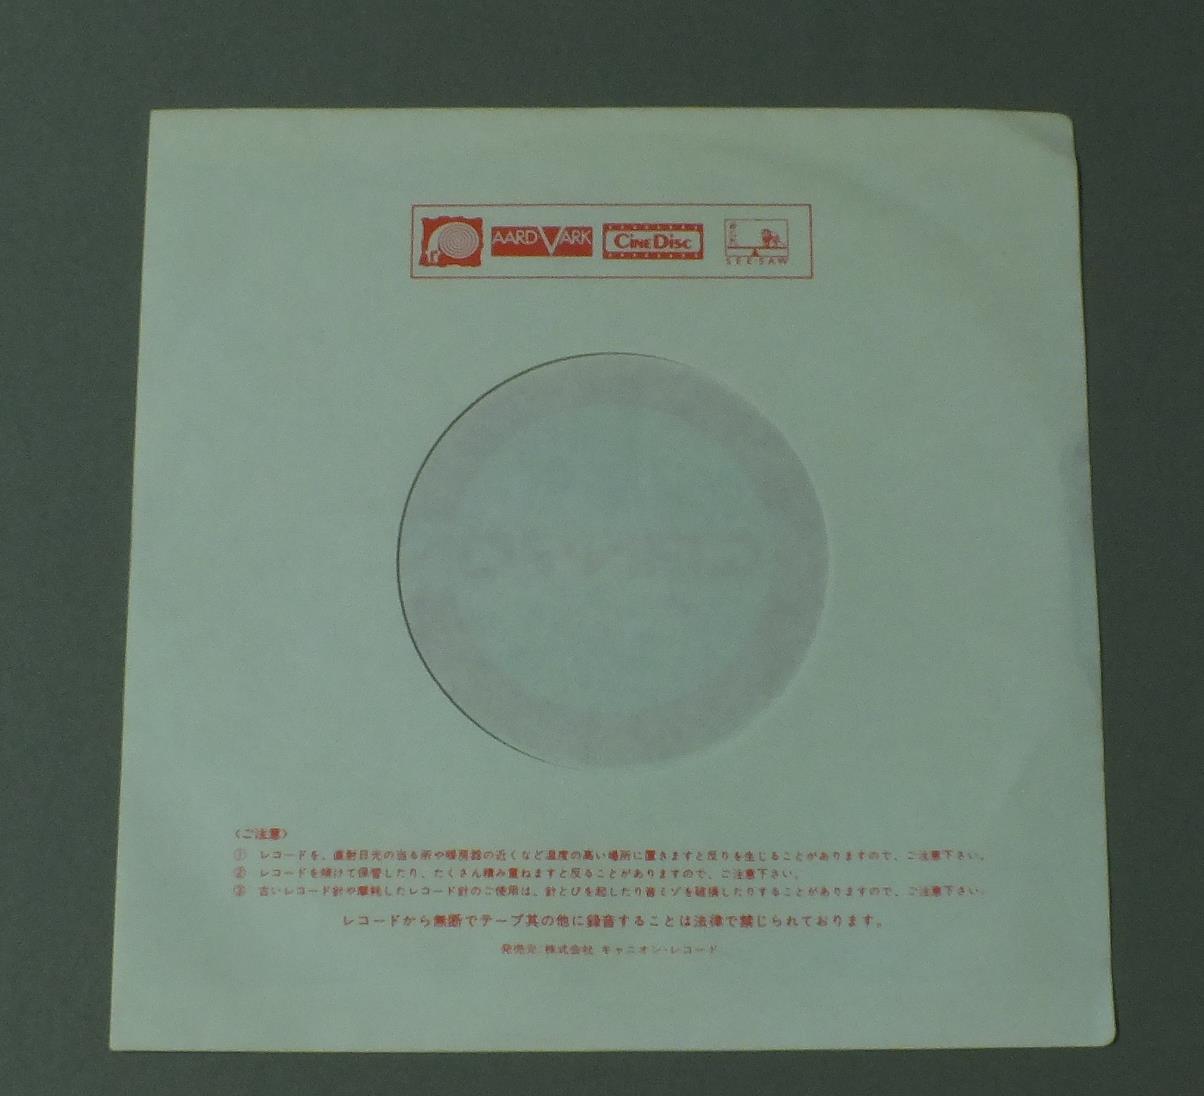 AARDVARK
CINE DISC
SEESAW
〈ご注意〉
① レコードを、直射日光の当る所や暖房器の近くなど温度の高い場所に置きますと反りを生じることがありますので、ご注意下さい。
② レコードを傾けて保管したり、たくさん積み重ねますと反ることがありますので、ご注意下さい。
③ 古いレコード針や摩耗したレコード針のご使用は、針とびを起したり音ミゾを破損したりすることがありますので、ご注意下さい。
レコードから無断でテープ其の他に録音することは法律で禁じられております。
発売元:株式会社 キャニオン・レコード